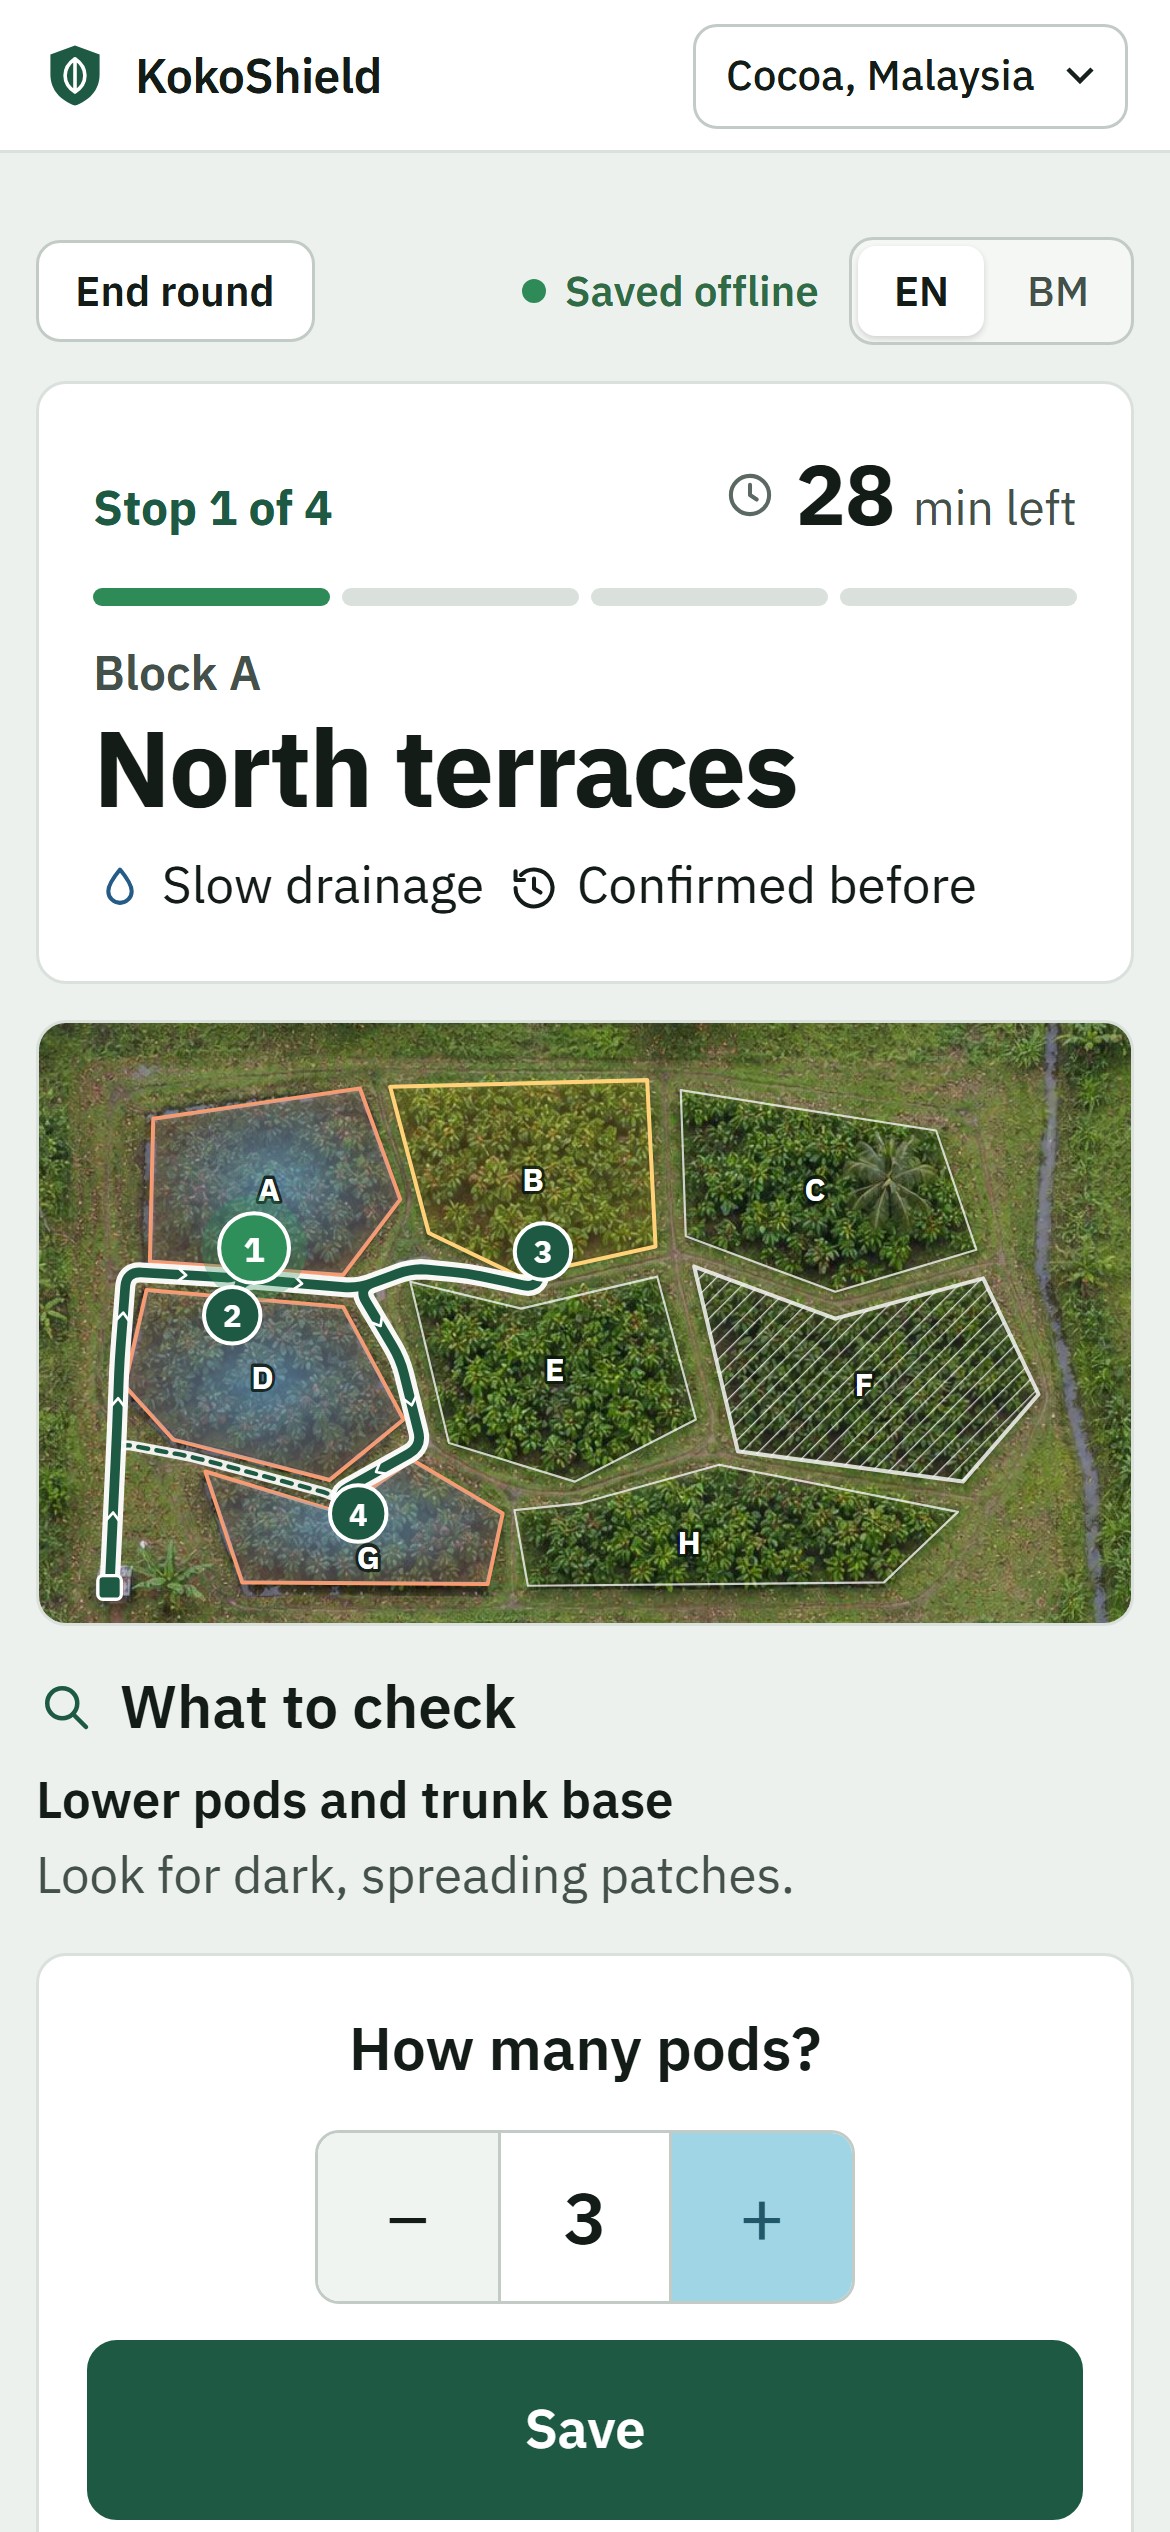 KokoShield
Cocoa, Malaysia
End round
Saved offline
EN
BM
Stop 1 of 4
28 min left
Block A
North terraces
Slow drainage
Confirmed before
A
B
C
1
3
2
D
E
F
4
G
H
What to check
Lower pods and trunk base
Look for dark, spreading patches.
How many pods?
− 3 +
Save